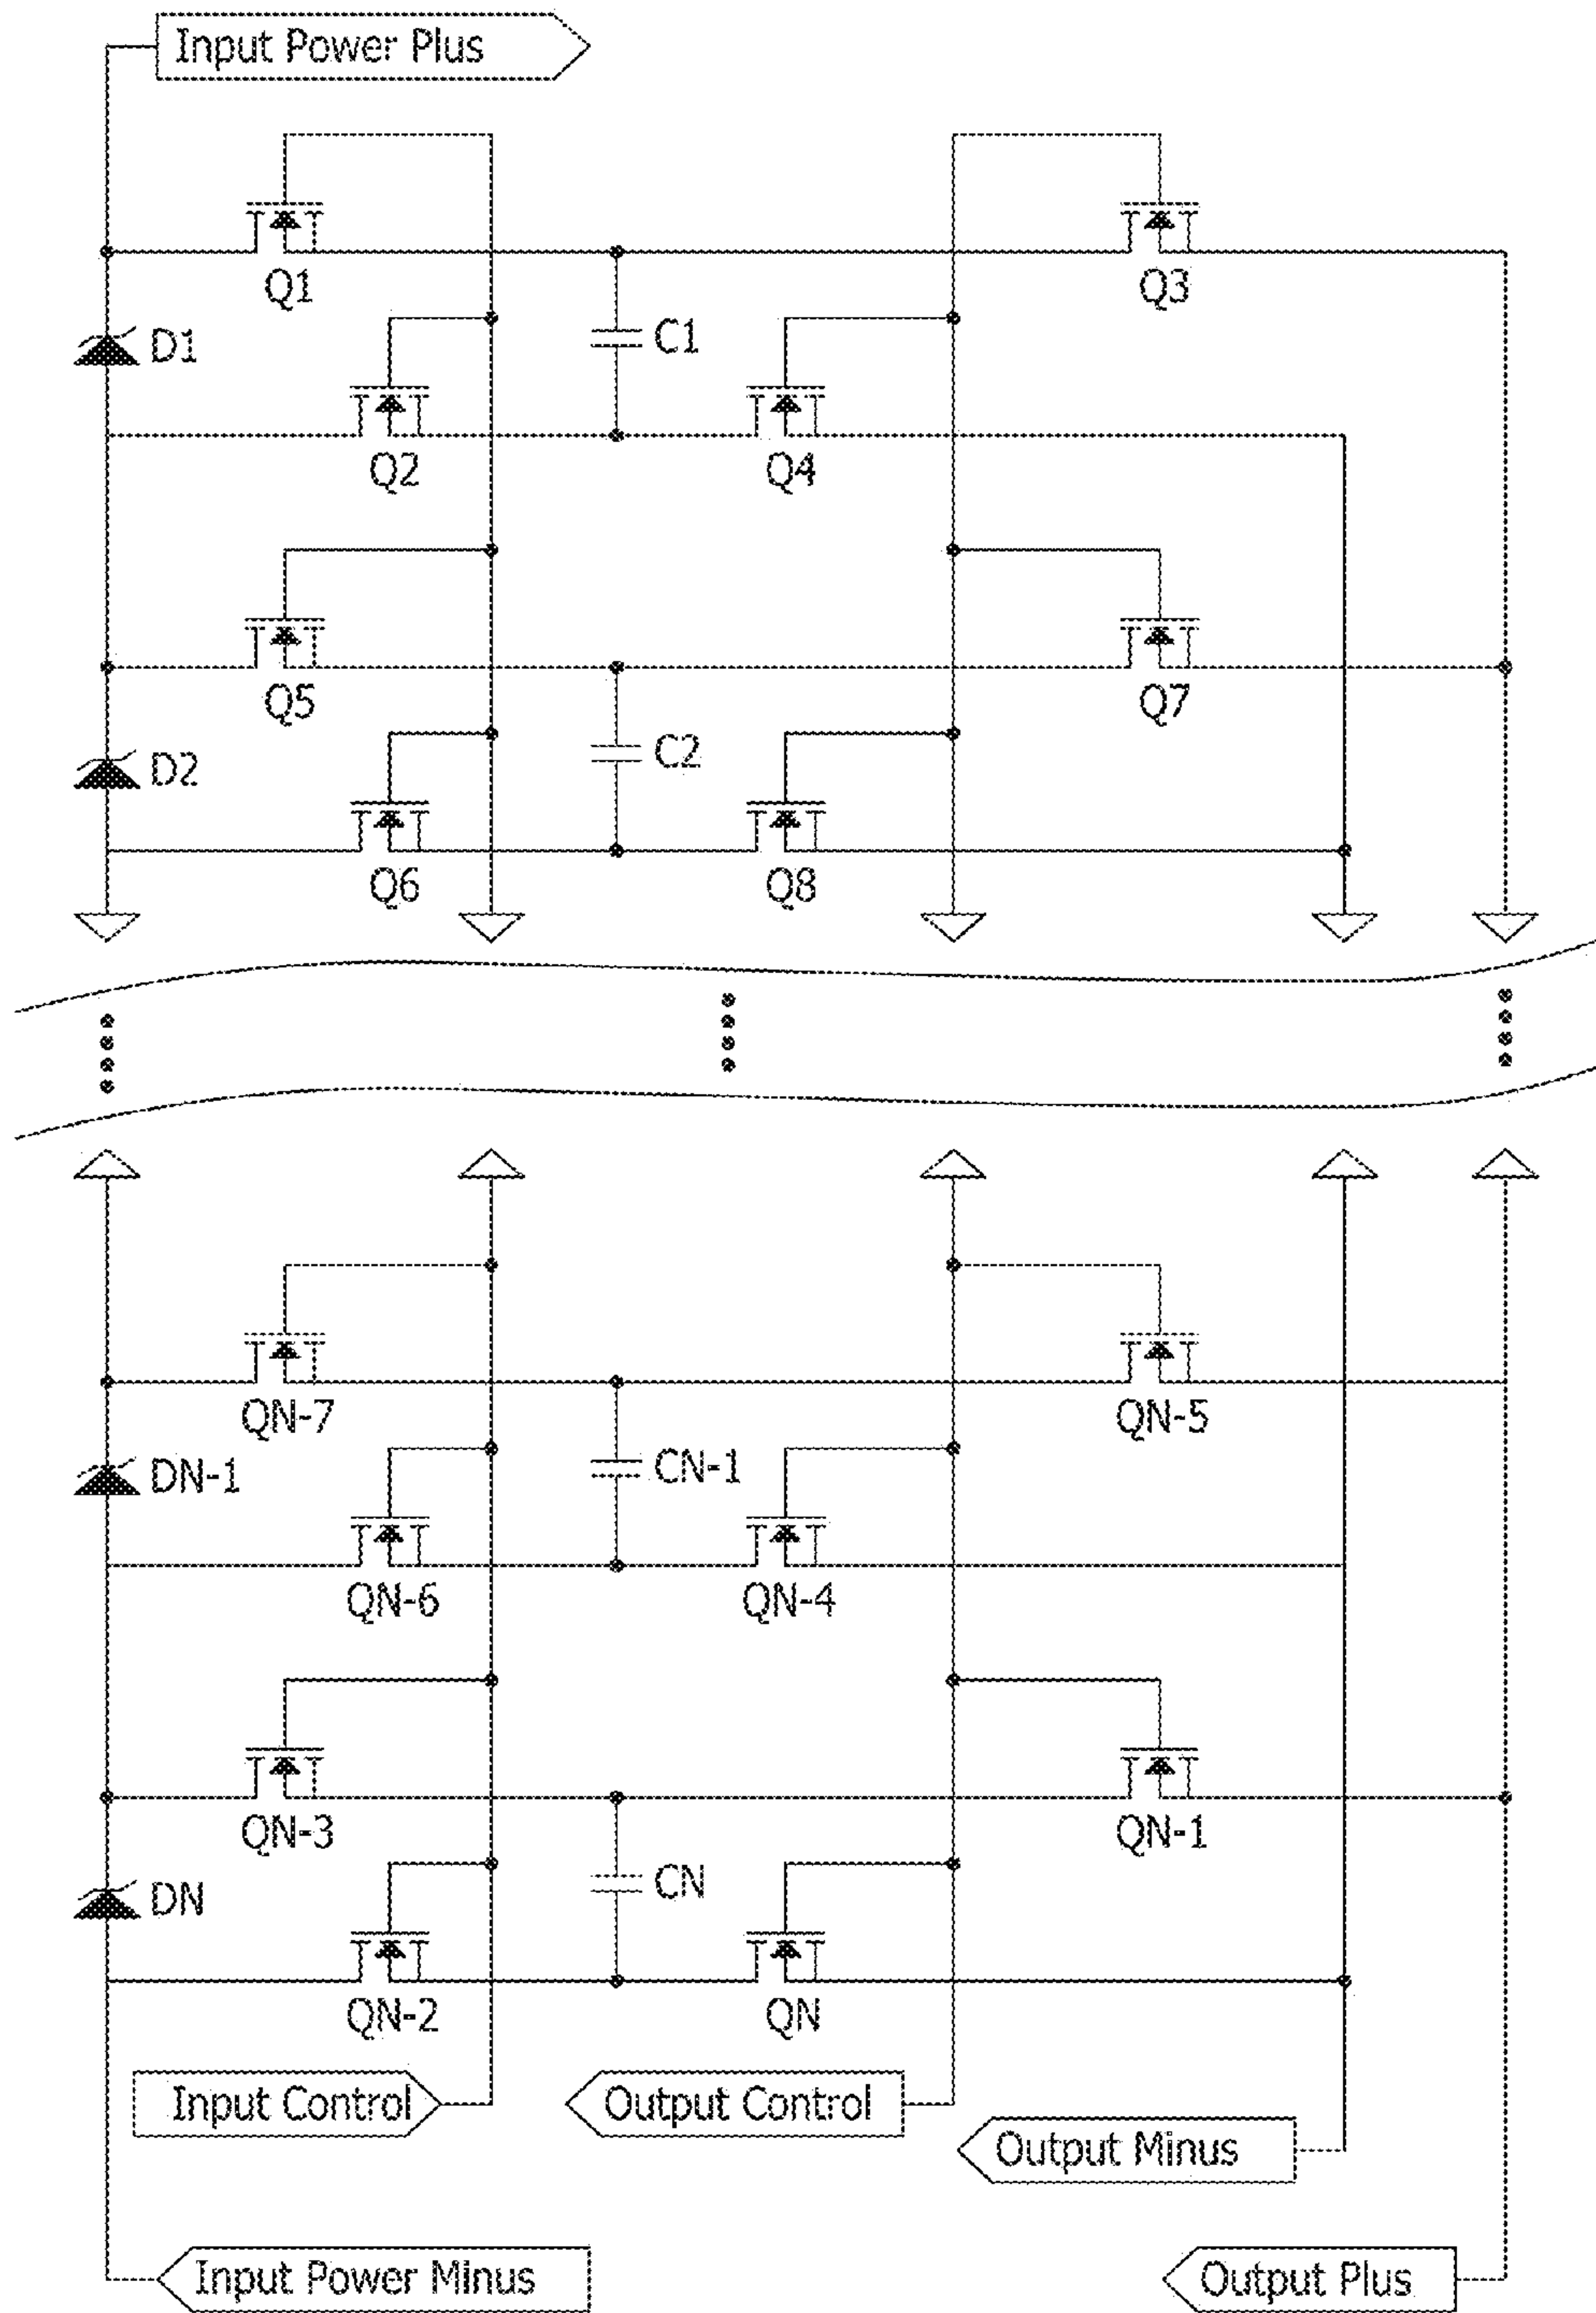 Input Power Plus
Q1
Q3
D1
C1
Q2
Q4
Q5
Q7
D2
C2
Q6
Q8
QN-7
QN-5
DN-1
CN-1
QN-6
QN-4
QN-3
QN-1
DN
CN
QN-2
QN
Input Control
Output Control
Output Minus
Input Power Minus
Output Plus